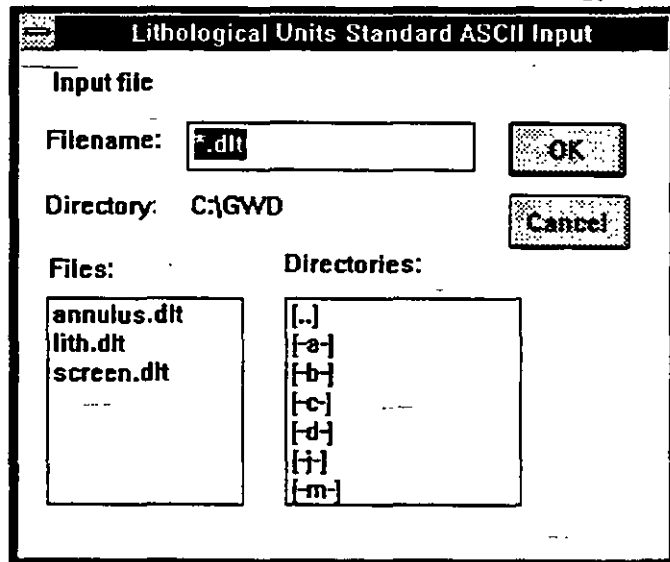 Lithological Units Standard ASCII Input
Input file
Filename: *.dlt OK
Directory: C:\GWD Cancel
Files: Directories:
annulus.dlt [..]
lith.dlt [-a-]
screen.dlt [-b-]
[-c-]
[-d-]
[-j-]
[-m-]